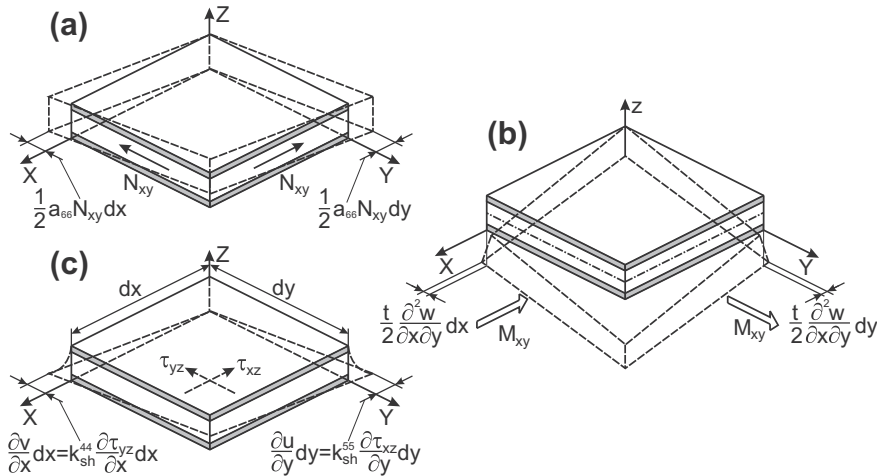 (a)
Z
X
Y
N_xy
N_xy
1/2 a_66 N_xy dx
1/2 a_66 N_xy dy
(b)
z
X
Y
t/2 ∂²w/∂x∂y dx
M_xy
M_xy
t/2 ∂²w/∂x∂y dy
(c)
Z
dx
dy
τ_yz
τ_xz
X
Y
∂v/∂x dx=k_sh^44 ∂τ_yz/∂x dx
∂u/∂y dy=k_sh^55 ∂τ_xz/∂y dy